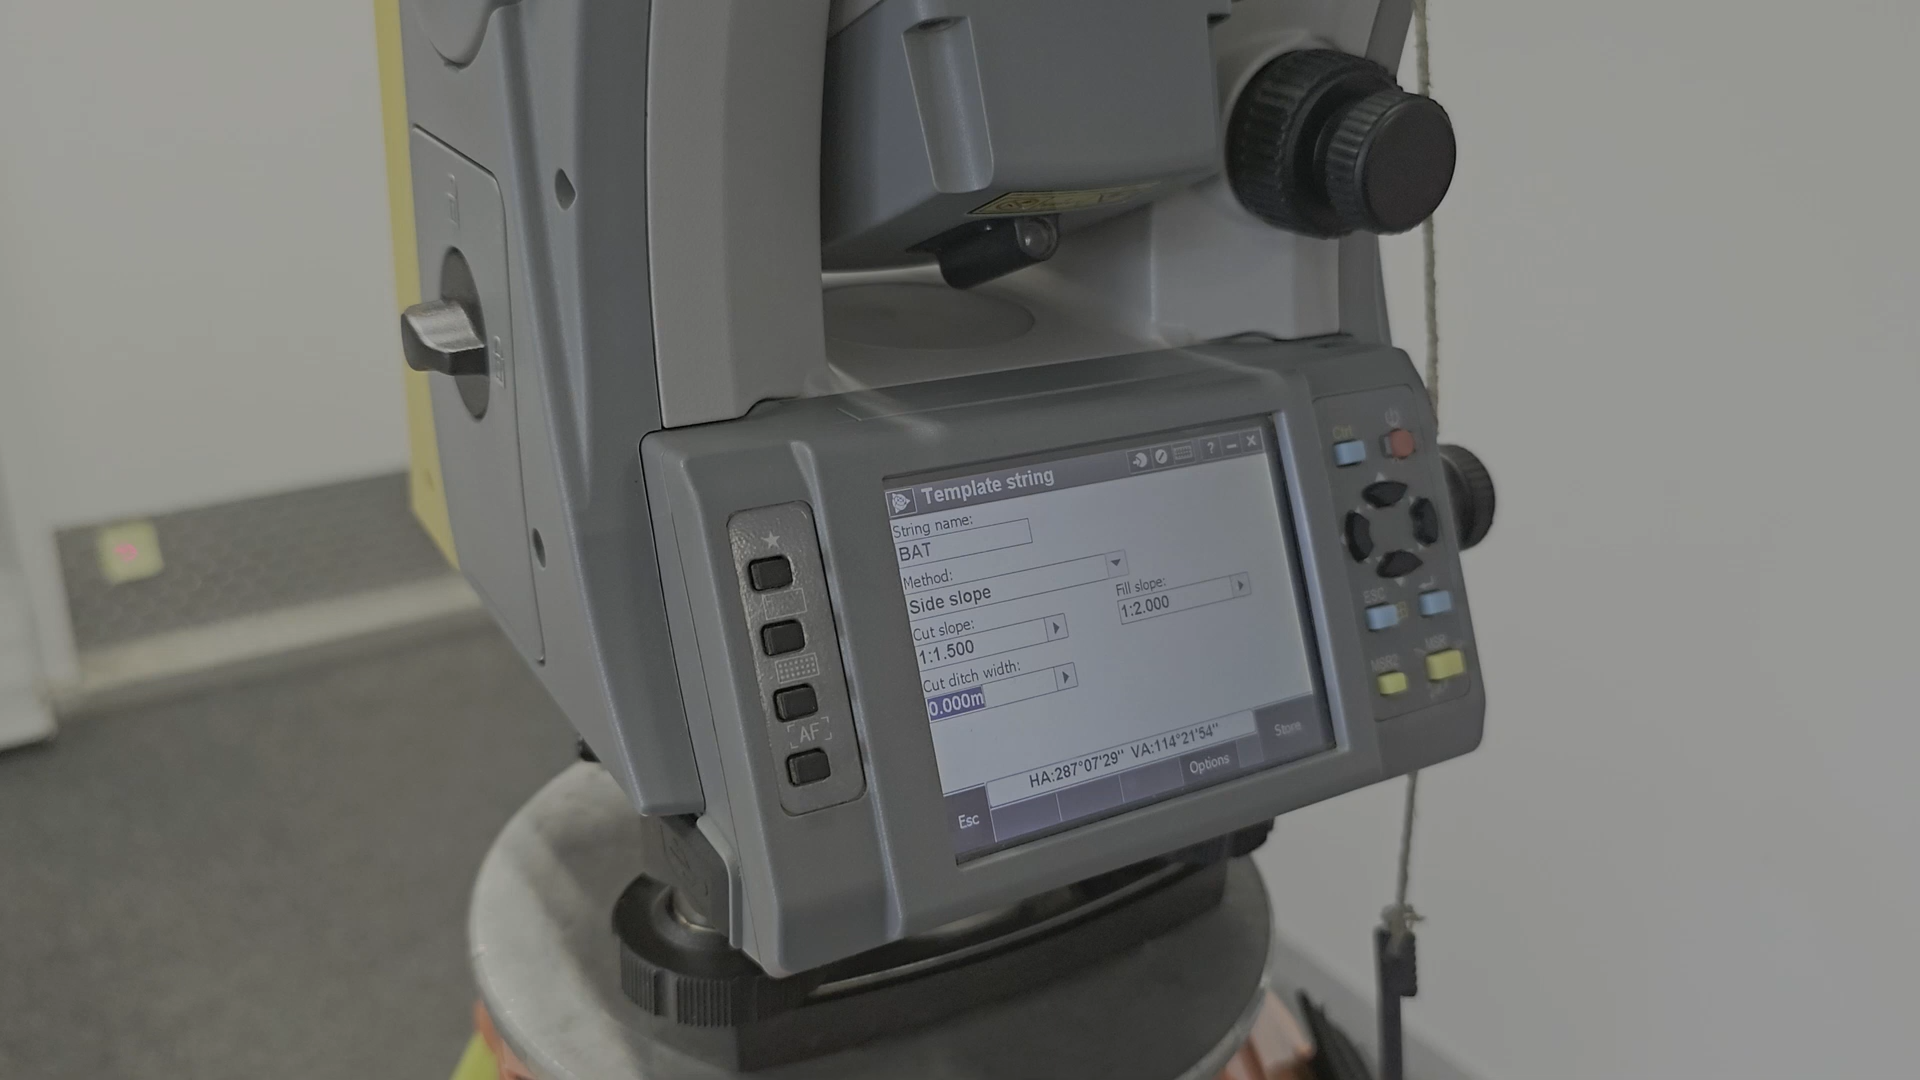 Template string
?
String name:
BAT
Method:
Side slope
Cut slope:
1:1.500
Fill slope:
1:2.000
Cut ditch width:
0.000m
HA:287°07'29" VA:114°21'54"
Esc
Options
Store
AF
Ctrl
ESC
MSR2
MSR